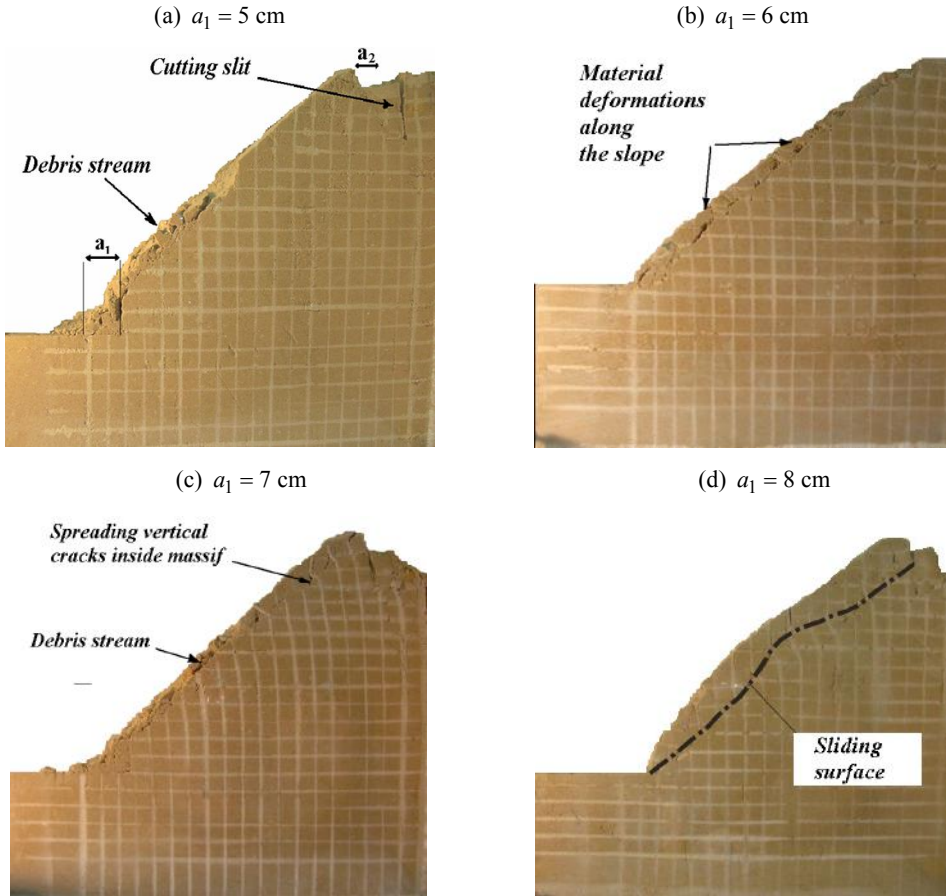 (a) a₁ = 5 cm
(b) a₁ = 6 cm
a₂
Cutting slit
Debris stream
a₁
Material
deformations
along
the slope
(c) a₁ = 7 cm
(d) a₁ = 8 cm
Spreading vertical
cracks inside massif
Debris stream
Sliding
surface